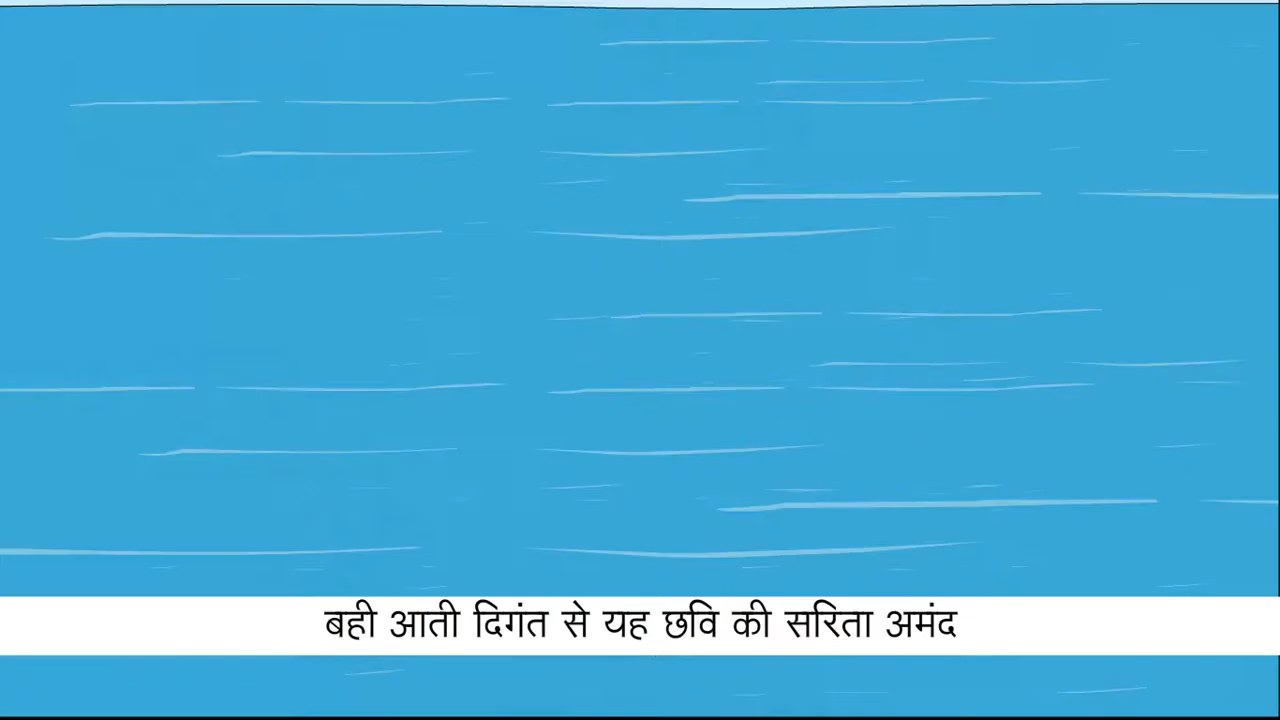 बही आती दिगंत से यह छवि की सरिता अमंद